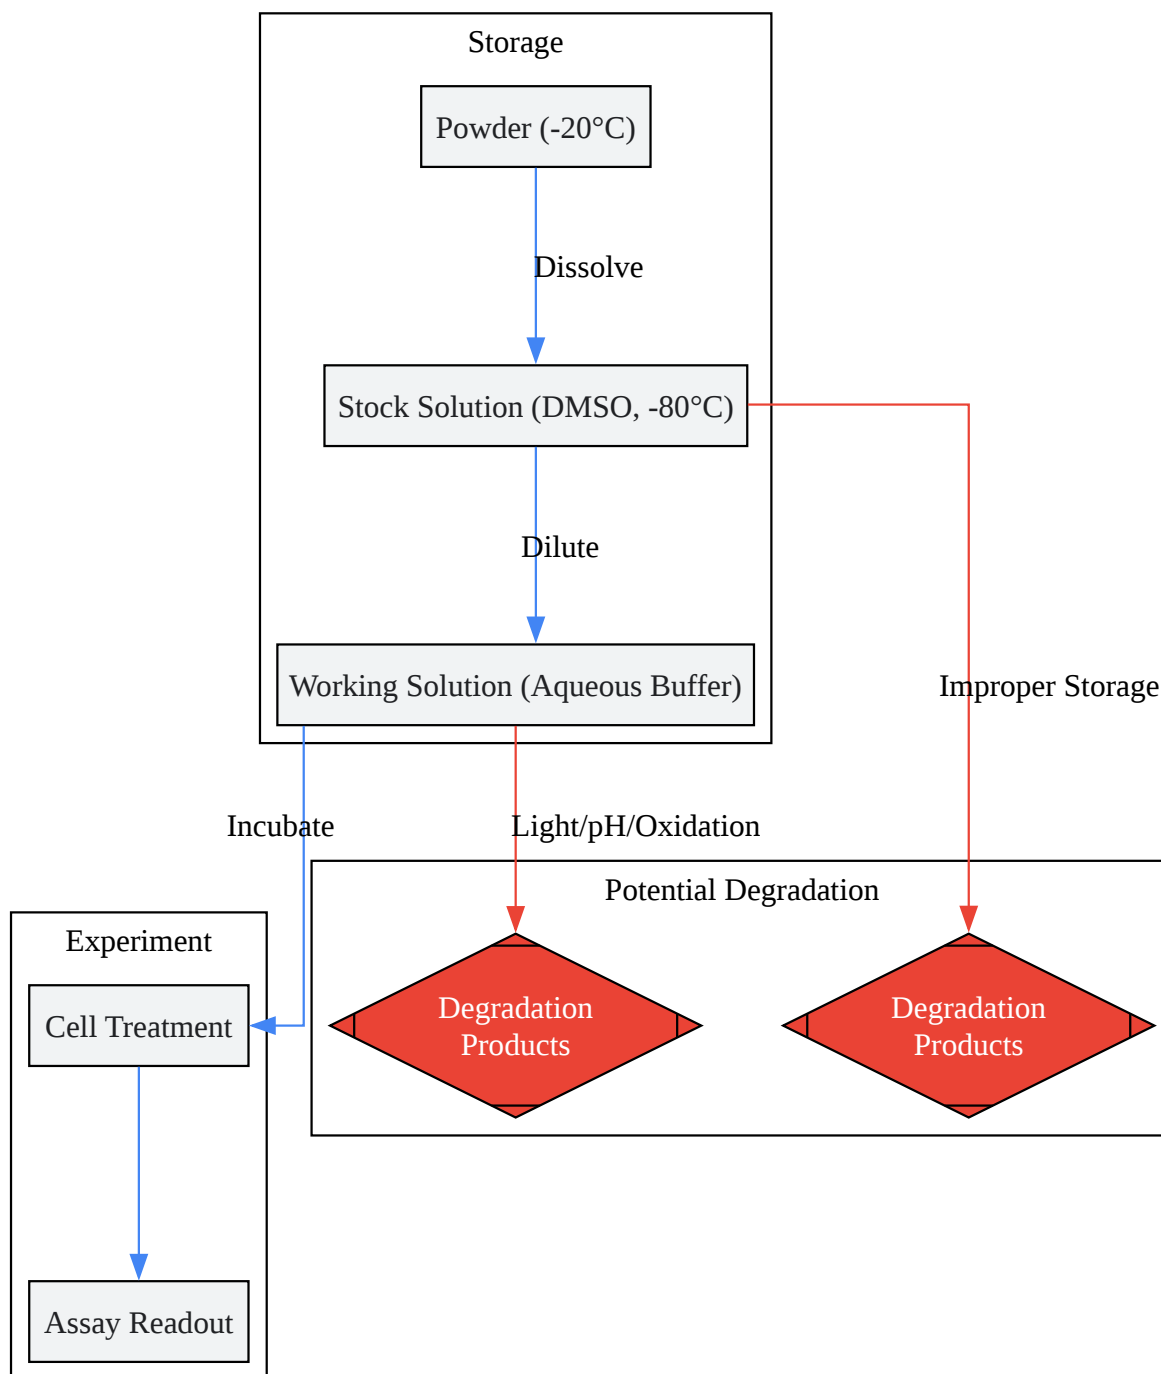 Storage
Powder (-20°C)
Dissolve
Stock Solution (DMSO, -80°C)
Dilute
Working Solution (Aqueous Buffer)
Improper Storage
Incubate
Light/pH/Oxidation
Potential Degradation
Experiment
Degradation
Products
Degradation
Products
Cell Treatment
Assay Readout